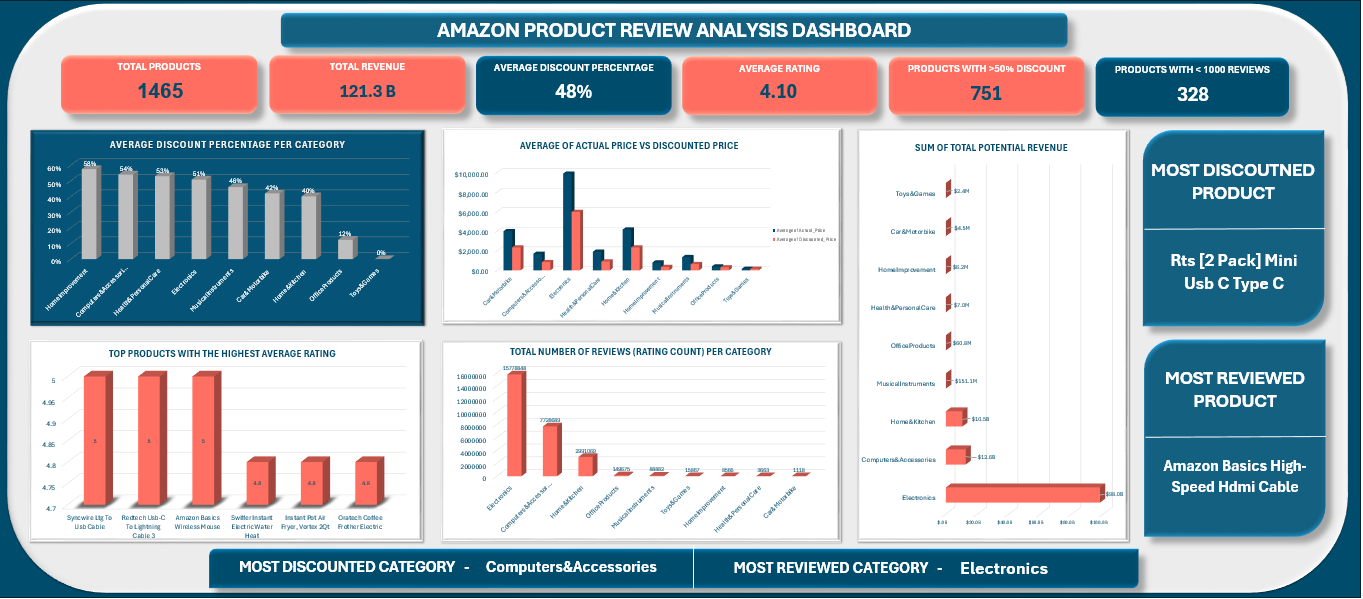 AMAZON PRODUCT REVIEW ANALYSIS DASHBOARD
TOTAL PRODUCTS
1465
TOTAL REVENUE
121.3 B
AVERAGE DISCOUNT PERCENTAGE
48%
AVERAGE RATING
4.10
PRODUCTS WITH >50% DISCOUNT
751
PRODUCTS WITH < 1000 REVIEWS
328
AVERAGE DISCOUNT PERCENTAGE PER CATEGORY
60%
50%
40%
30%
20%
10%
0%
58%
54%
53%
51%
46%
42%
40%
12%
0%
HomeImprovement
Computers&Accessori...
Health&PersonalCare
Electronics
MusicalInstruments
Car&Motorbike
Home&Kitchen
OfficeProducts
Toys&Games
AVERAGE OF ACTUAL PRICE VS DISCOUNTED PRICE
$10,000.00
$8,000.00
$6,000.00
$4,000.00
$2,000.00
$0.00
Car&Motorbike
Computers&Accesso...
Electronics
Health&PersonalCare
Home&Kitchen
HomeImprovement
MusicalInstruments
OfficeProducts
Toys&Games
Average of Actual_Price
Average of Discounted_Price
SUM OF TOTAL POTENTIAL REVENUE
Toys&Games
$2.4M
Car&Motorbike
$4.5M
HomeImprovement
$6.2M
Health&PersonalCare
$7.0M
OfficeProducts
$60.8M
MusicalInstruments
$151.1M
Home&Kitchen
$10.5B
Computers&Accessories
$12.6B
Electronics
$98.0B
$.0B
$20.0B
$40.0B
$60.0B
$80.0B
$100.0B
MOST DISCOUTNED
PRODUCT
Rts [2 Pack] Mini
Usb C Type C
TOP PRODUCTS WITH THE HIGHEST AVERAGE RATING
5
4.95
4.9
4.85
4.8
4.75
4.7
5
5
5
4.8
4.8
4.8
Syncwire Ltg To
Usb Cable
Redtech Usb-C
To Lightning
Cable 3
Amazon Basics
Wireless Mouse
Swiffer Instant
Electric Water
Heat
Instant Pot Air
Fryer, Vortex 2Qt
Oratech Coffee
Frother Electric
TOTAL NUMBER OF REVIEWS (RATING COUNT) PER CATEGORY
16000000
14000000
12000000
10000000
8000000
6000000
4000000
2000000
0
15778848
7728689
2991069
149675
88882
15867
8566
3663
1118
Electronics
Computers&Accessor...
Home&Kitchen
OfficeProducts
MusicalInstruments
Toys&Games
HomeImprovement
Health&PersonalCare
Car&Motorbike
MOST REVIEWED
PRODUCT
Amazon Basics High-
Speed Hdmi Cable
MOST DISCOUNTED CATEGORY - Computers&Accessories
MOST REVIEWED CATEGORY - Electronics